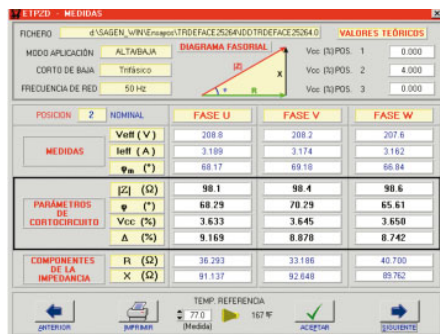 ETP2D - MEDIDAS
FICHERO d:\SAGEN_WIN\Ensayos\TRDEFACE25264\DDTRDEFACE25264.0 VALORES TEÓRICOS
MODO APLICACIÓN ALTA/BAJA DIAGRAMA FASORIAL Vcc (%)POS. 1 0.000
CORTO DE BAJA Trifásico |Z| X Vcc (%)POS. 2 4.000
FRECUENCIA DE RED 50 Hz φ R Vcc (%)POS. 3 0.000
POSICION 2 NOMINAL FASE U FASE V FASE W
MEDIDAS
Veff (V) 208.8 208.2 207.6
Ieff (A) 3.189 3.174 3.162
φm (°) 68.17 69.18 66.84
PARÁMETROS DE CORTOCIRCUITO
|Z| (Ω) 98.1 98.4 98.6
φ (°) 68.29 70.29 65.61
Vcc (%) 3.633 3.645 3.650
Δ (%) 9.169 8.878 8.742
COMPONENTES DE LA IMPEDANCIA
R (Ω) 36.293 33.186 40.700
X (Ω) 91.137 92.648 89.762
TEMP. REFERENCIA
77.0 167 ºF
(Medida)
ANTERIOR IMPRIMIR ACEPTAR SIGUIENTE